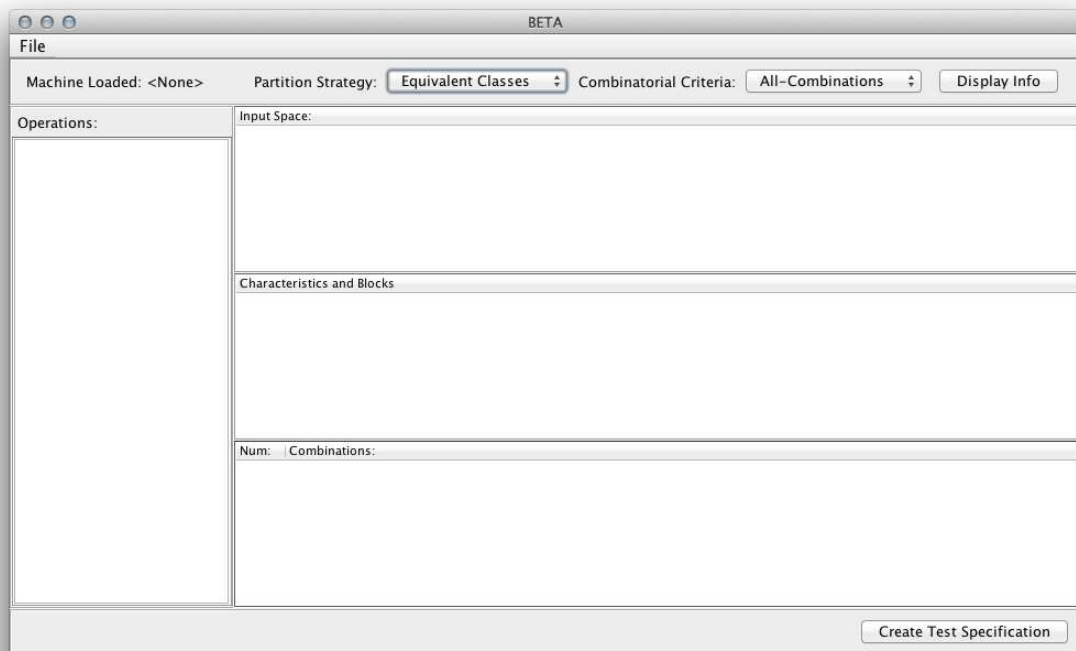 BETA
File
Machine Loaded: <None> Partition Strategy: Equivalent Classes Combinatorial Criteria: All-Combinations Display Info
Operations:
Input Space:
Characteristics and Blocks
Num: Combinations:
Create Test Specification